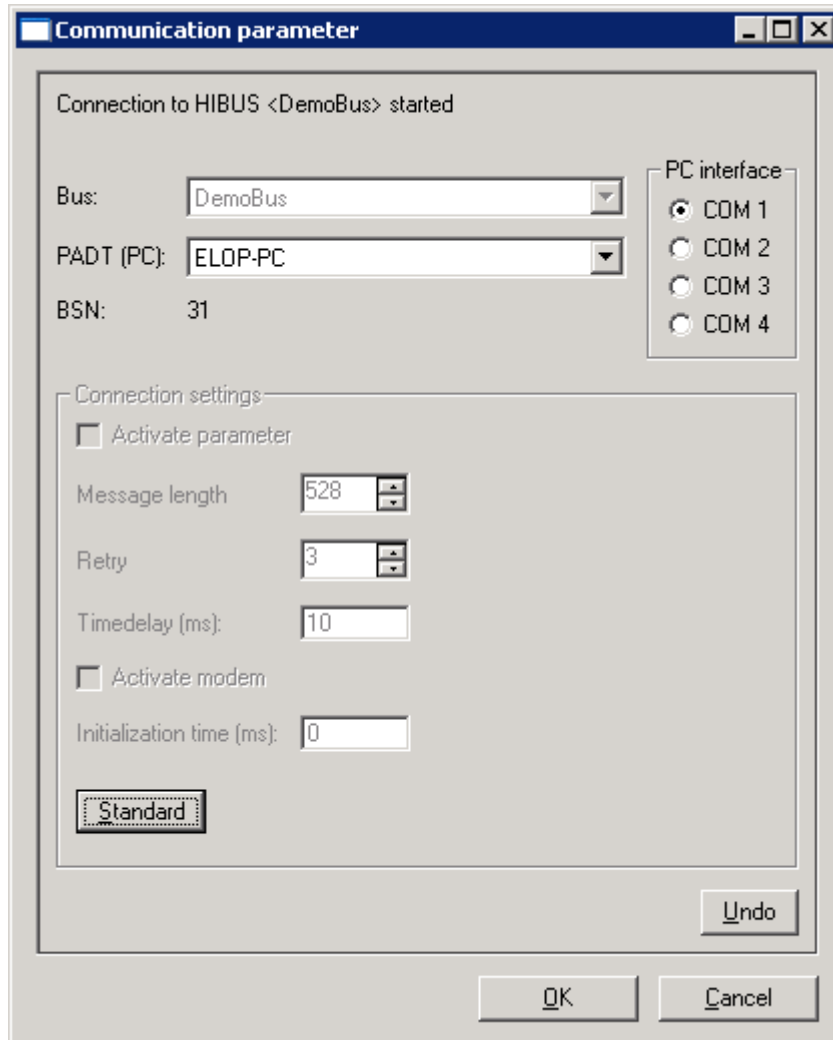 Communication parameter
Connection to HIBUS <DemoBus> started
Bus: DemoBus
PADT (PC): ELOP-PC
BSN: 31
PC interface
COM 1
COM 2
COM 3
COM 4
Connection settings
Activate parameter
Message length 528
Retry 3
Timedelay (ms): 10
Activate modem
Initialization time (ms): 0
Standard
Undo
OK Cancel